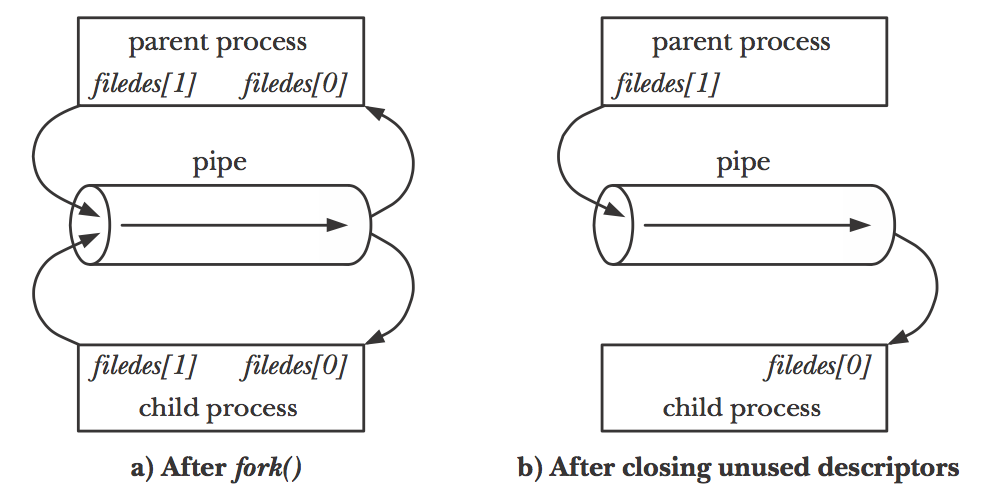 parent process
filedes[1] filedes[0]
pipe
filedes[1] filedes[0]
child process
a) After fork()
parent process
filedes[1]
pipe
filedes[0]
child process
b) After closing unused descriptors